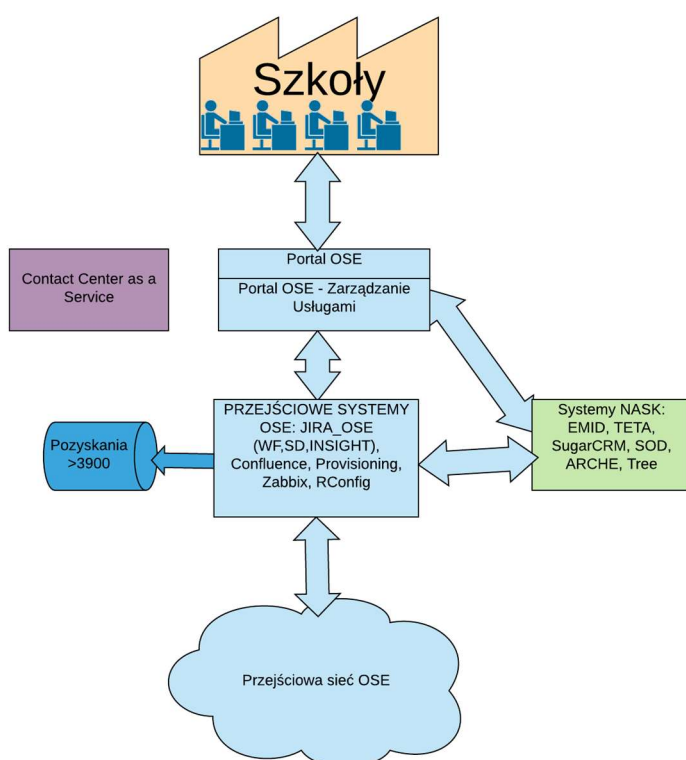 Szkoły
Contact Center as a
Service
Portal OSE
Portal OSE - Zarządzanie
Usługami
Pozyskania
>3900
PRZEJŚCIOWE SYSTEMY
OSE: JIRA_OSE
(WF,SD,INSIGHT),
Confluence, Provisioning,
Zabbix, RConfig
Systemy NASK:
EMID, TETA,
SugarCRM, SOD,
ARCHE, Tree
Przejściowa sieć OSE